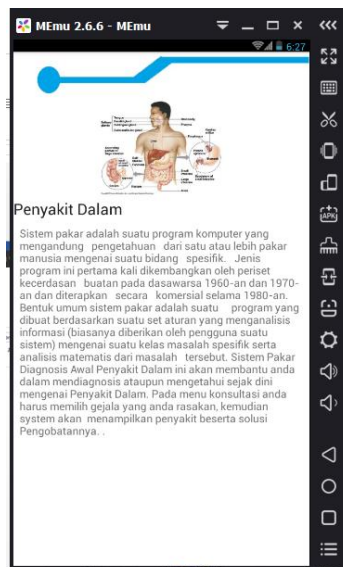 MEmu 2.6.6 - MEmu
6:27
Penyakit Dalam
Sistem pakar adalah suatu program komputer yang
mengandung pengetahuan dari satu atau lebih pakar
manusia mengenai suatu bidang spesifik. Jenis
program ini pertama kali dikembangkan oleh periset
kecerdasan buatan pada dasawarsa 1960-an dan 1970-
an dan diterapkan secara komersial selama 1980-an.
Bentuk umum sistem pakar adalah suatu program yang
dibuat berdasarkan suatu set aturan yang menganalisis
informasi (biasanya diberikan oleh pengguna suatu
sistem) mengenai suatu kelas masalah spesifik serta
analisis matematis dari masalah tersebut. Sistem Pakar
Diagnosis Awal Penyakit Dalam ini akan membantu anda
dalam mendiagnosis ataupun mengetahui sejak dini
mengenai Penyakit Dalam. Pada menu konsultasi anda
harus memilih gejala yang anda rasakan, kemudian
system akan menampilkan penyakit beserta solusi
Pengobatannya. .
APK